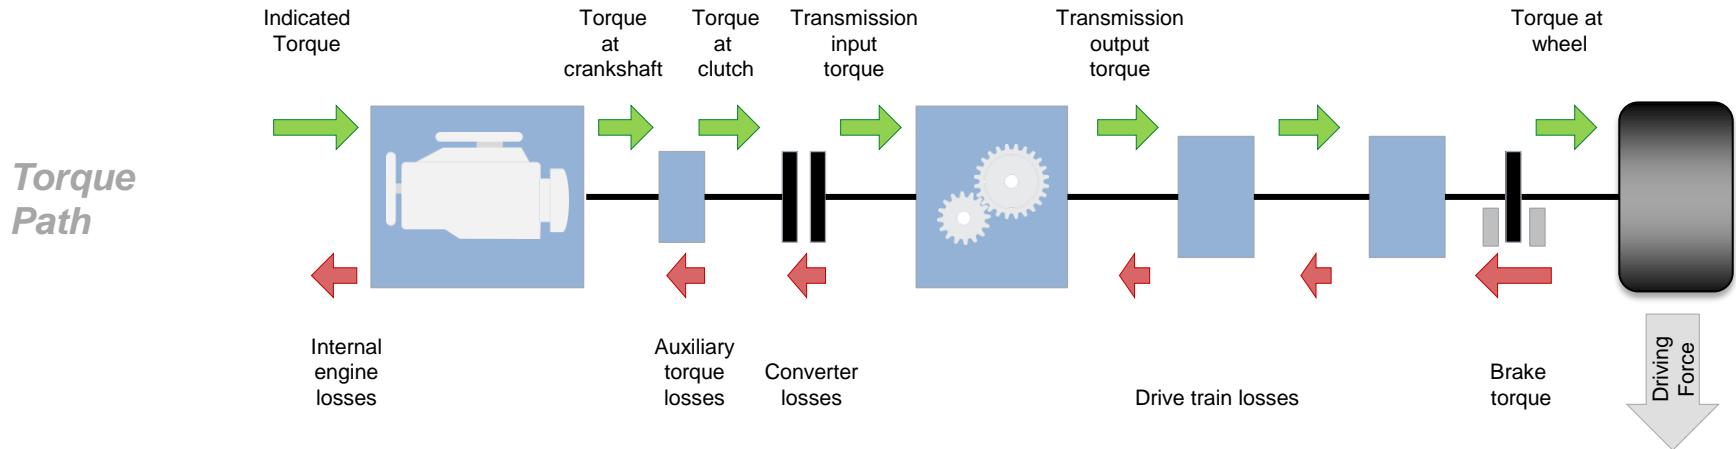 Indicated
Torque
Torque
at
crankshaft
Torque
at
clutch
Transmission
input
torque
Transmission
output
torque
Torque at
wheel
Torque
Path
Internal
engine
losses
Auxiliary
torque
losses
Converter
losses
Drive train losses
Brake
torque
Driving
Force